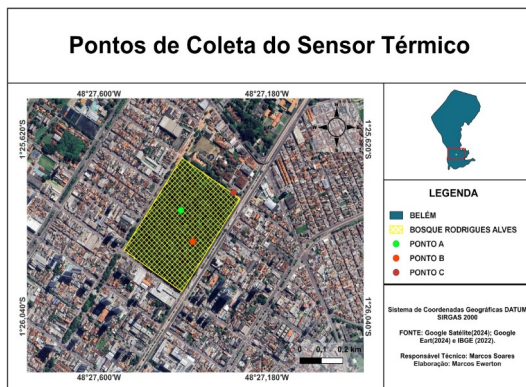 Pontos de Coleta do Sensor Térmico
48°27,600'W
48°27,180'W
1°25,620'S
1°25,620'S
N
LEGENDA
BELÉM
BOSQUE RODRIGUES ALVES
PONTO A
PONTO B
PONTO C
Sistema de Coordenadas Geográficas DATUM
SIRGAS 2000
FONTE: Google Satélite(2024); Google
Eart(2024) e IBGE (2022).
Responsável Técnico: Marcos Soares
Elaboração: Marcos Ewerton
1°26,040'S
1°26,040'S
0 0,1 0,2 km
48°27,600'W
48°27,180'W